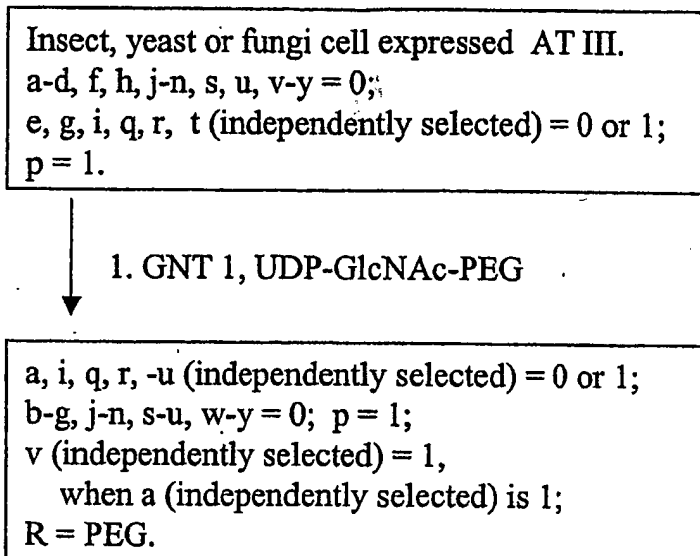 Insect, yeast or fungi cell expressed AT III.
a-d, f, h, j-n, s, u, v-y = 0;
e, g, i, q, r, t (independently selected) = 0 or 1;
p = 1.
1. GNT 1, UDP-GlcNAc-PEG
a, i, q, r, -u (independently selected) = 0 or 1;
b-g, j-n, s-u, w-y = 0; p = 1;
v (independently selected) = 1,
when a (independently selected) is 1;
R = PEG.